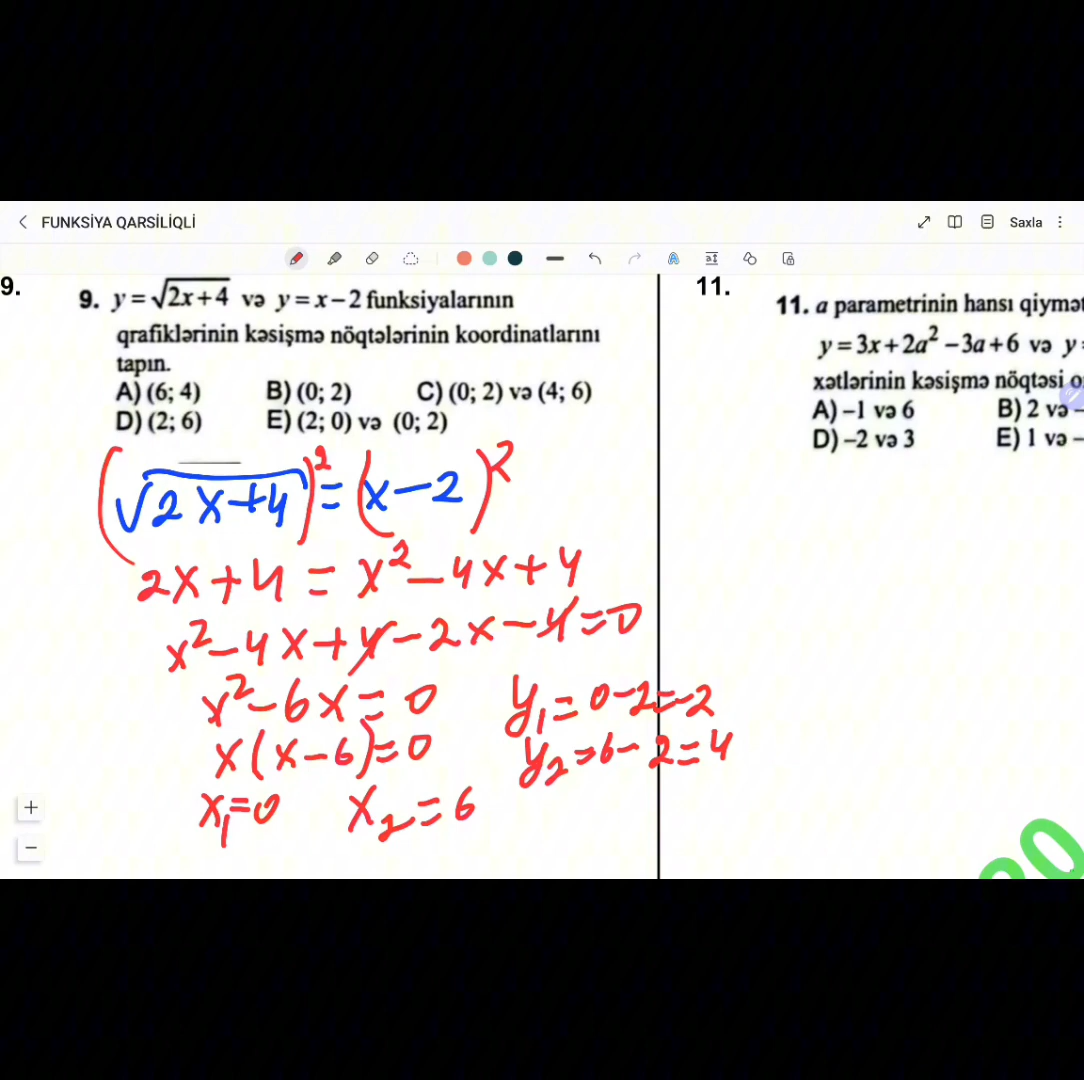 FUNKSİYA QARSİLİQLİ
Saxla
9.
9. y = √2x+4 və y = x − 2 funksiyalarının
qrafiklərinin kəsişmə nöqtələrinin koordinatlarını
tapın.
A) (6; 4) B) (0; 2) C) (0; 2) və (4; 6)
D) (2; 6) E) (2; 0) və (0; 2)
(√2x+4)² = (x−2)²
2x+4 = x²−4x+4
x²−4x+4−2x−4=0
x²−6x=0
x(x−6)=0
x₁=0 x₂=6
y₁=0−2=−2
y₂=6−2=4
11.
11. a parametrinin hansı
y = 3x + 2a² − 3a + 6 və y
xətlərinin kəsişmə nöqtəsi
A) −1 və 6 B) 2 və −
D) −2 və 3 E) 1 və −